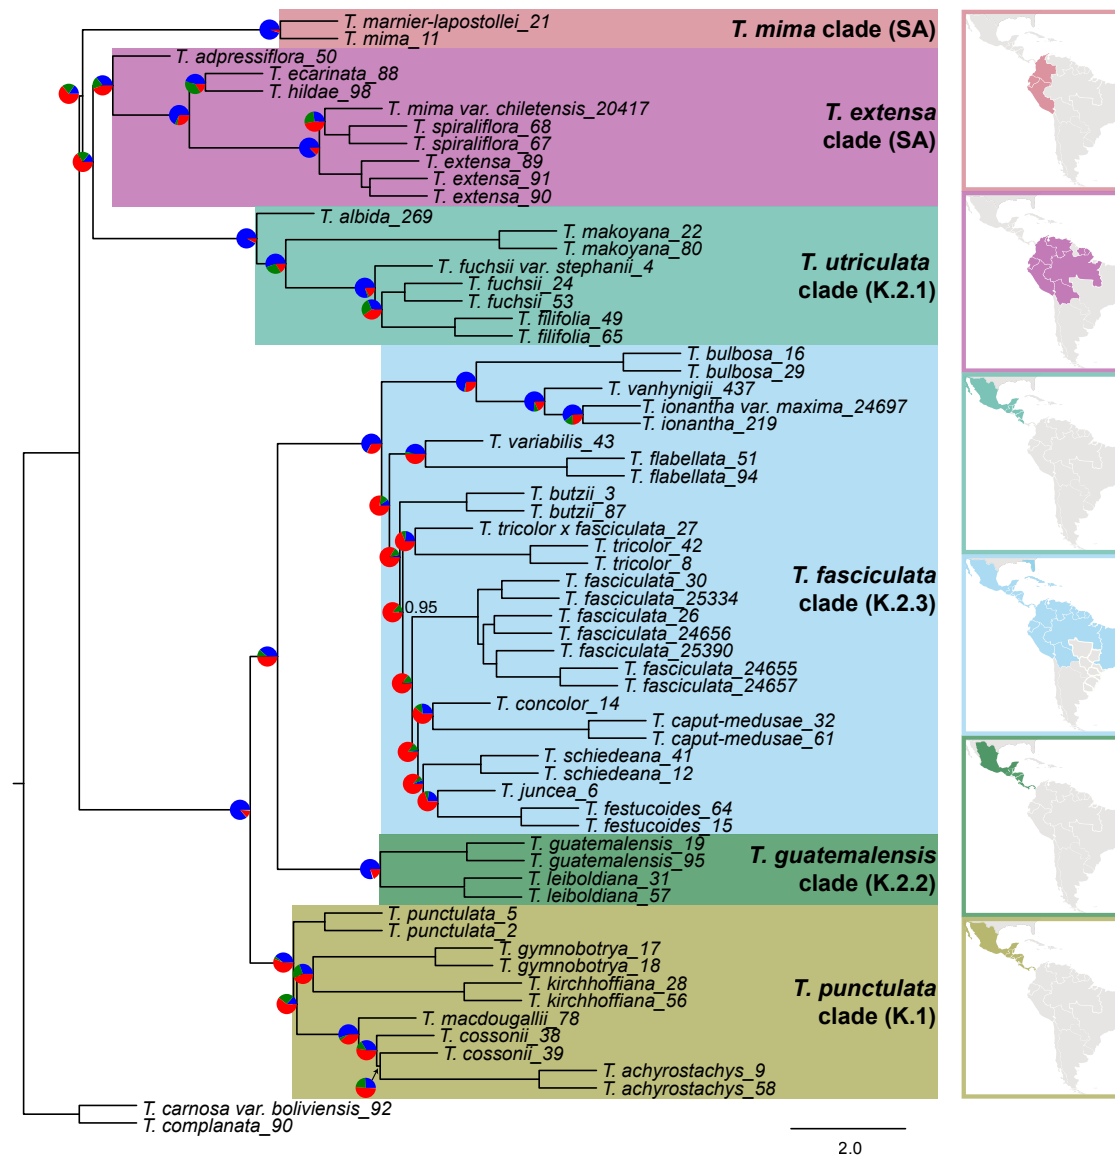 T. marnier-lapostollei_21
T. mima_11
T. mima clade (SA)
T. adpressiflora_50
T. ecarinata_88
T. hildae_98
T. mima var. chiletensis_20417
T. spiraliflora_68
T. spiraliflora_67
T. extensa_89
T. extensa_91
T. extensa_90
T. extensa
clade (SA)
T. albida_269
T. makoyana_22
T. makoyana_80
T. fuchsii var. stephanii_4
T. fuchsii_24
T. fuchsii_53
T. filifolia_49
T. filifolia_65
T. utriculata
clade (K.2.1)
T. bulbosa_16
T. bulbosa_29
T. vanhynigii_437
T. ionantha var. maxima_24697
T. ionantha_219
T. variabilis_43
T. flabellata_51
T. flabellata_94
T. butzii_3
T. butzii_87
T. tricolor x fasciculata_27
T. tricolor_42
T. tricolor_8
T. fasciculata_30
T. fasciculata_25334
0.95
T. fasciculata_26
T. fasciculata_24656
T. fasciculata_25390
T. fasciculata_24655
T. fasciculata_24657
T. concolor_14
T. caput-medusae_32
T. caput-medusae_61
T. schiedeana_41
T. schiedeana_12
T. juncea_6
T. festucoides_64
T. festucoides_15
T. fasciculata
clade (K.2.3)
T. guatemalensis_19
T. guatemalensis_95
T. leiboldiana_31
T. leiboldiana_57
T. guatemalensis
clade (K.2.2)
T. punctulata_5
T. punctulata_2
T. gymnobotrya_17
T. gymnobotrya_18
T. kirchhoffiana_28
T. kirchhoffiana_56
T. macdougallii_78
T. cossonii_38
T. cossonii_39
T. achyrostachys_9
T. achyrostachys_58
T. punctulata
clade (K.1)
T. carnosa var. boliviensis_92
T. complanata_90
2.0